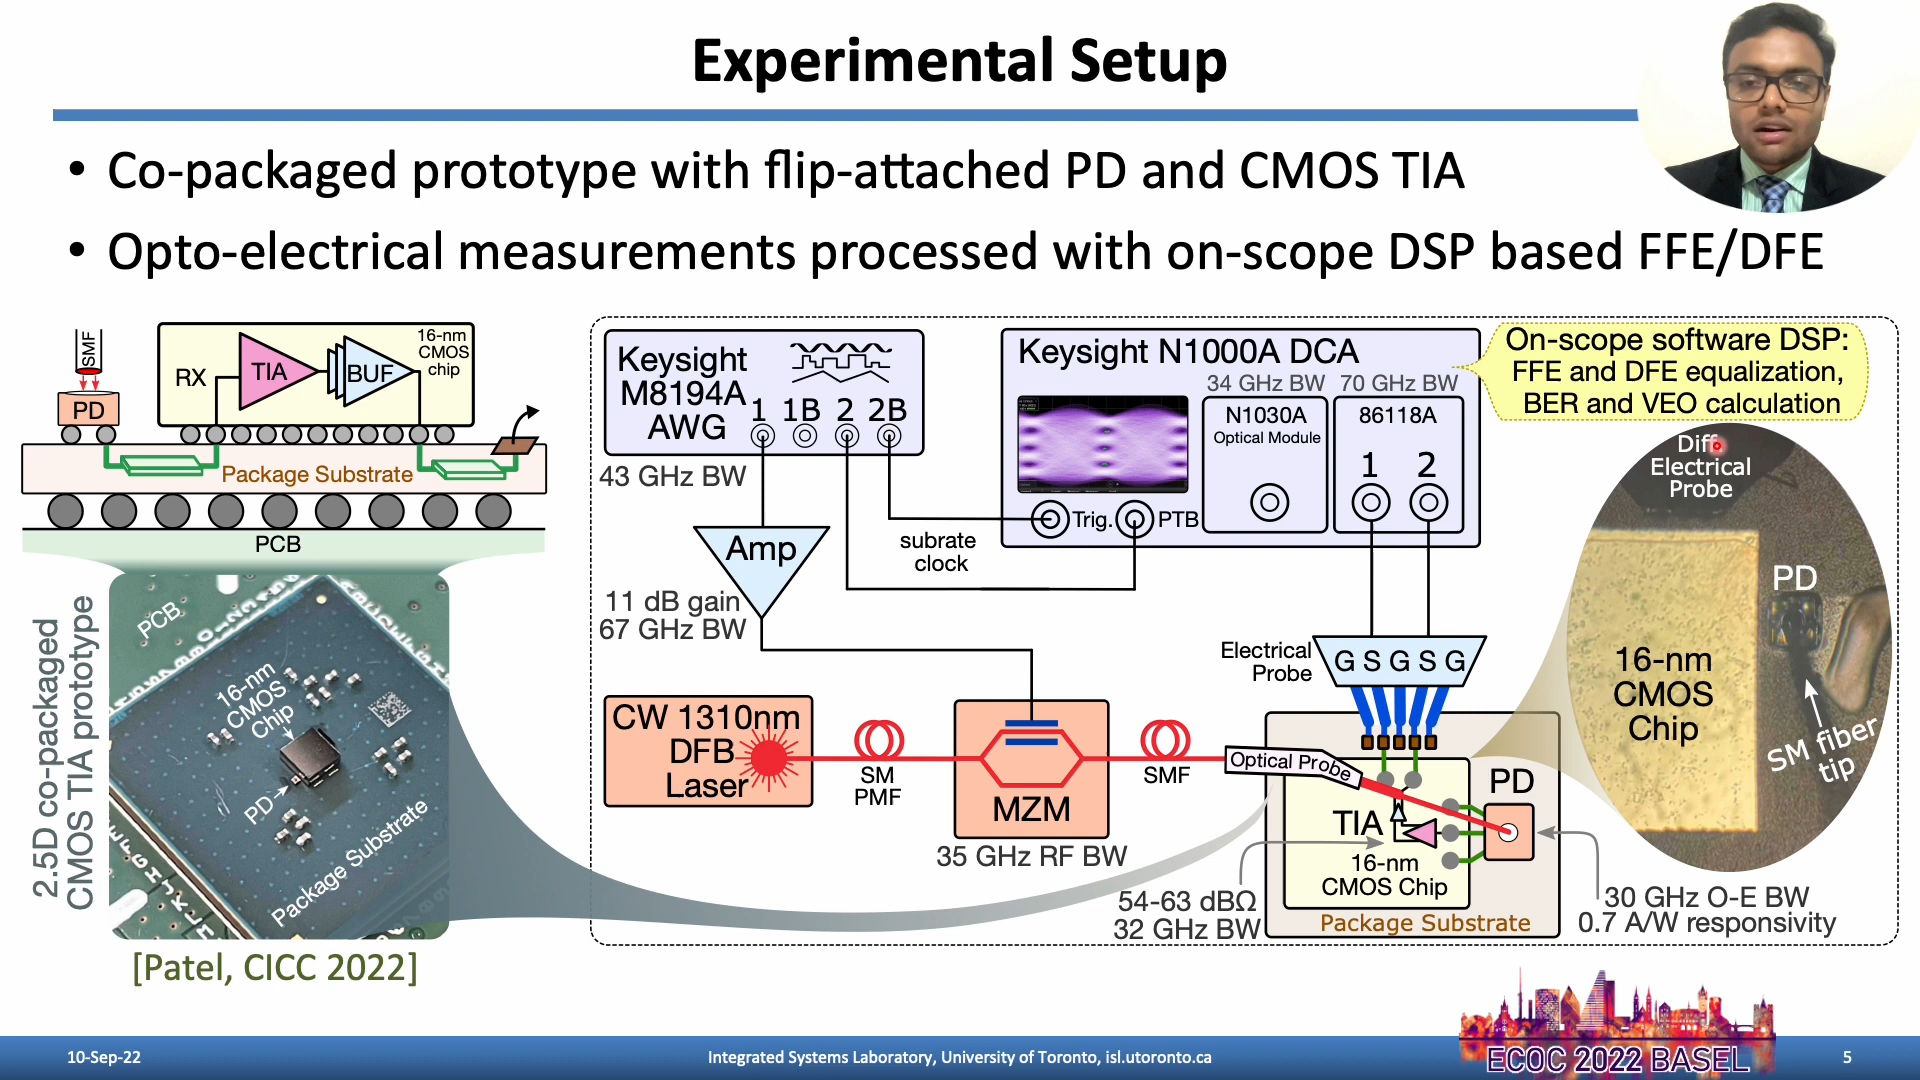 Experimental Setup
• Co-packaged prototype with flip-attached PD and CMOS TIA
• Opto-electrical measurements processed with on-scope DSP based FFE/DFE
SMF
PD
RX
TIA
BUF
16-nm
CMOS
chip
Package Substrate
PCB
2.5D co-packaged
CMOS TIA prototype
PCB
16-nm
CMOS
Chip
PD
Package Substrate
[Patel, CICC 2022]
Keysight
M8194A
AWG
1 1B 2 2B
43 GHz BW
Amp
11 dB gain
67 GHz BW
subrate
clock
Keysight N1000A DCA
34 GHz BW 70 GHz BW
N1030A
Optical Module
86118A
1 2
Trig.
PTB
On-scope software DSP:
FFE and DFE equalization,
BER and VEO calculation
CW 1310nm
DFB
Laser
SM
PMF
MZM
35 GHz RF BW
SMF
Electrical
Probe
G S G S G
Optical Probe
PD
TIA
16-nm
CMOS Chip
Package Substrate
54-63 dBΩ
32 GHz BW
30 GHz O-E BW
0.7 A/W responsivity
Diff.
Electrical
Probe
PD
16-nm
CMOS
Chip
SM fiber
tip
10-Sep-22
Integrated Systems Laboratory, University of Toronto, isl.utoronto.ca
ECOC 2022 BASEL
5